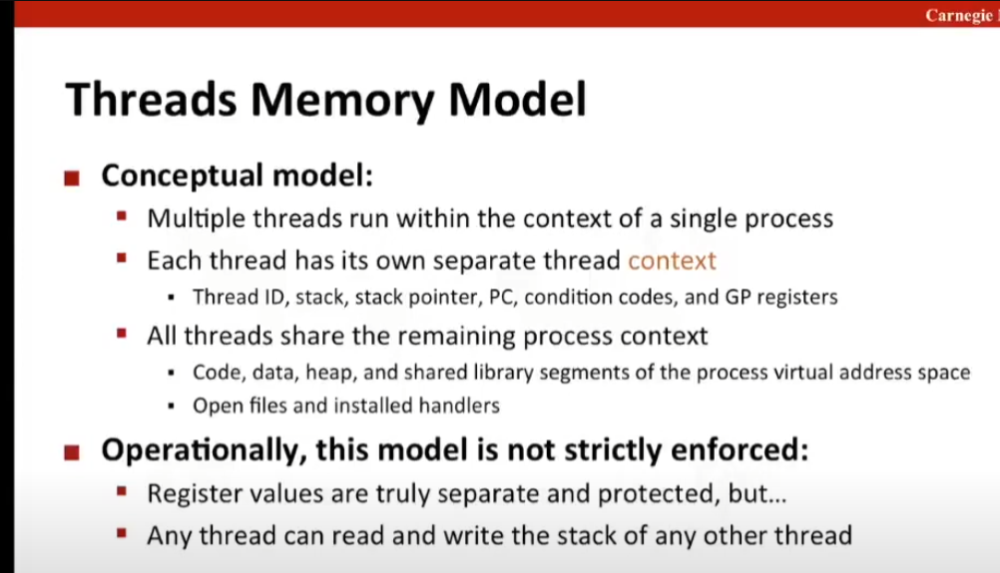 Carnegie
Threads Memory Model
Conceptual model:
Multiple threads run within the context of a single process
Each thread has its own separate thread context
Thread ID, stack, stack pointer, PC, condition codes, and GP registers
All threads share the remaining process context
Code, data, heap, and shared library segments of the process virtual address space
Open files and installed handlers
Operationally, this model is not strictly enforced:
Register values are truly separate and protected, but...
Any thread can read and write the stack of any other thread